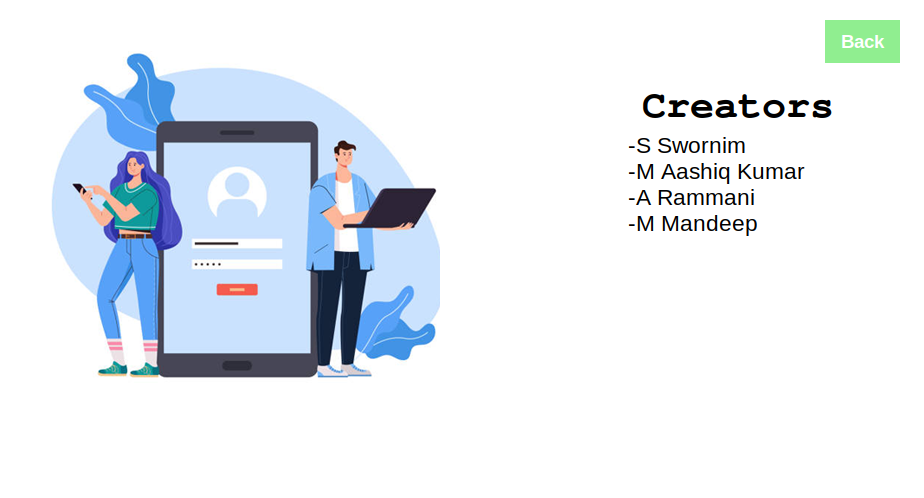 Back
Creators
-S Swornim
-M Aashiq Kumar
-A Rammani
-M Mandeep